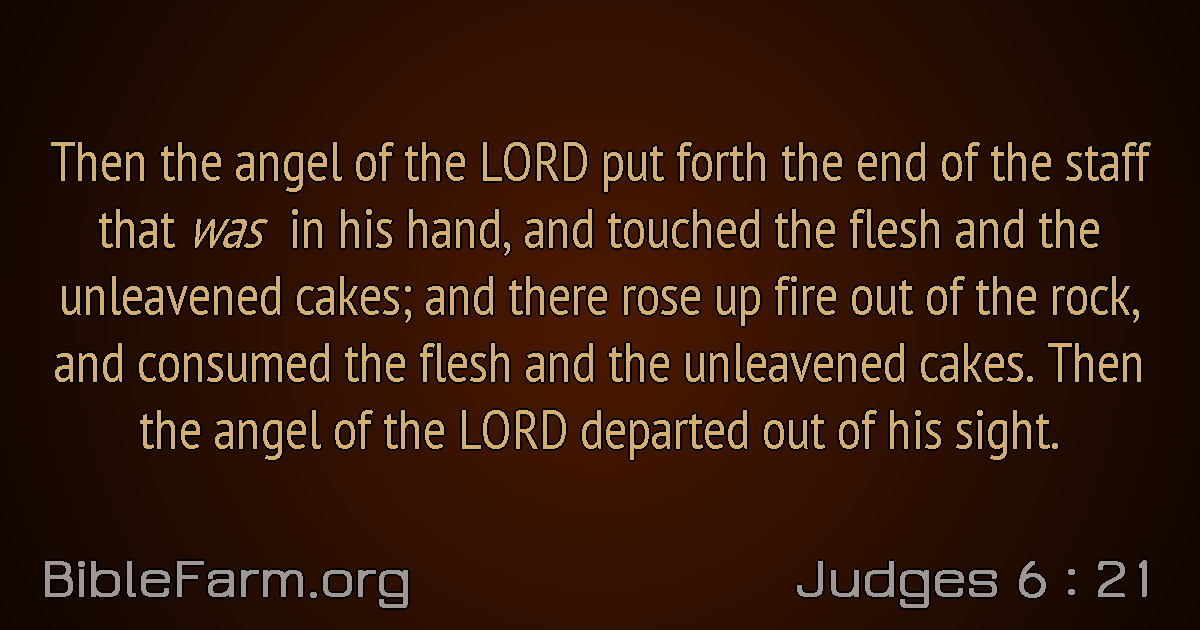 Then the angel of the LORD put forth the end of the staff
that was in his hand, and touched the flesh and the
unleavened cakes; and there rose up fire out of the rock,
and consumed the flesh and the unleavened cakes. Then
the angel of the LORD departed out of his sight.
BibleFarm.org
Judges 6 : 21